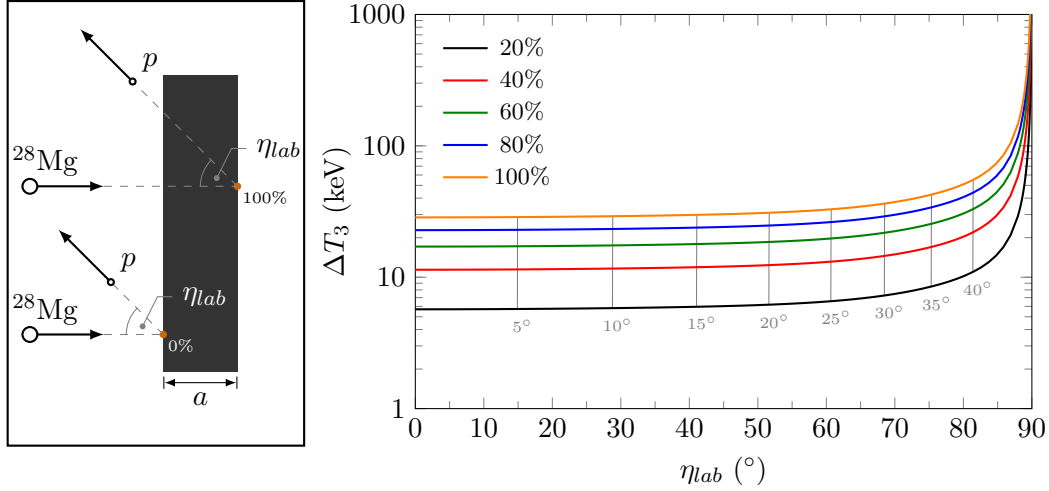 p
η_lab
²⁸Mg
100%
p
η_lab
²⁸Mg
0%
a
1000
100
10
1
ΔT₃ (keV)
20%
40%
60%
80%
100%
5° 10° 15° 20° 25° 30° 35° 40°
0 10 20 30 40 50 60 70 80 90
η_lab (°)